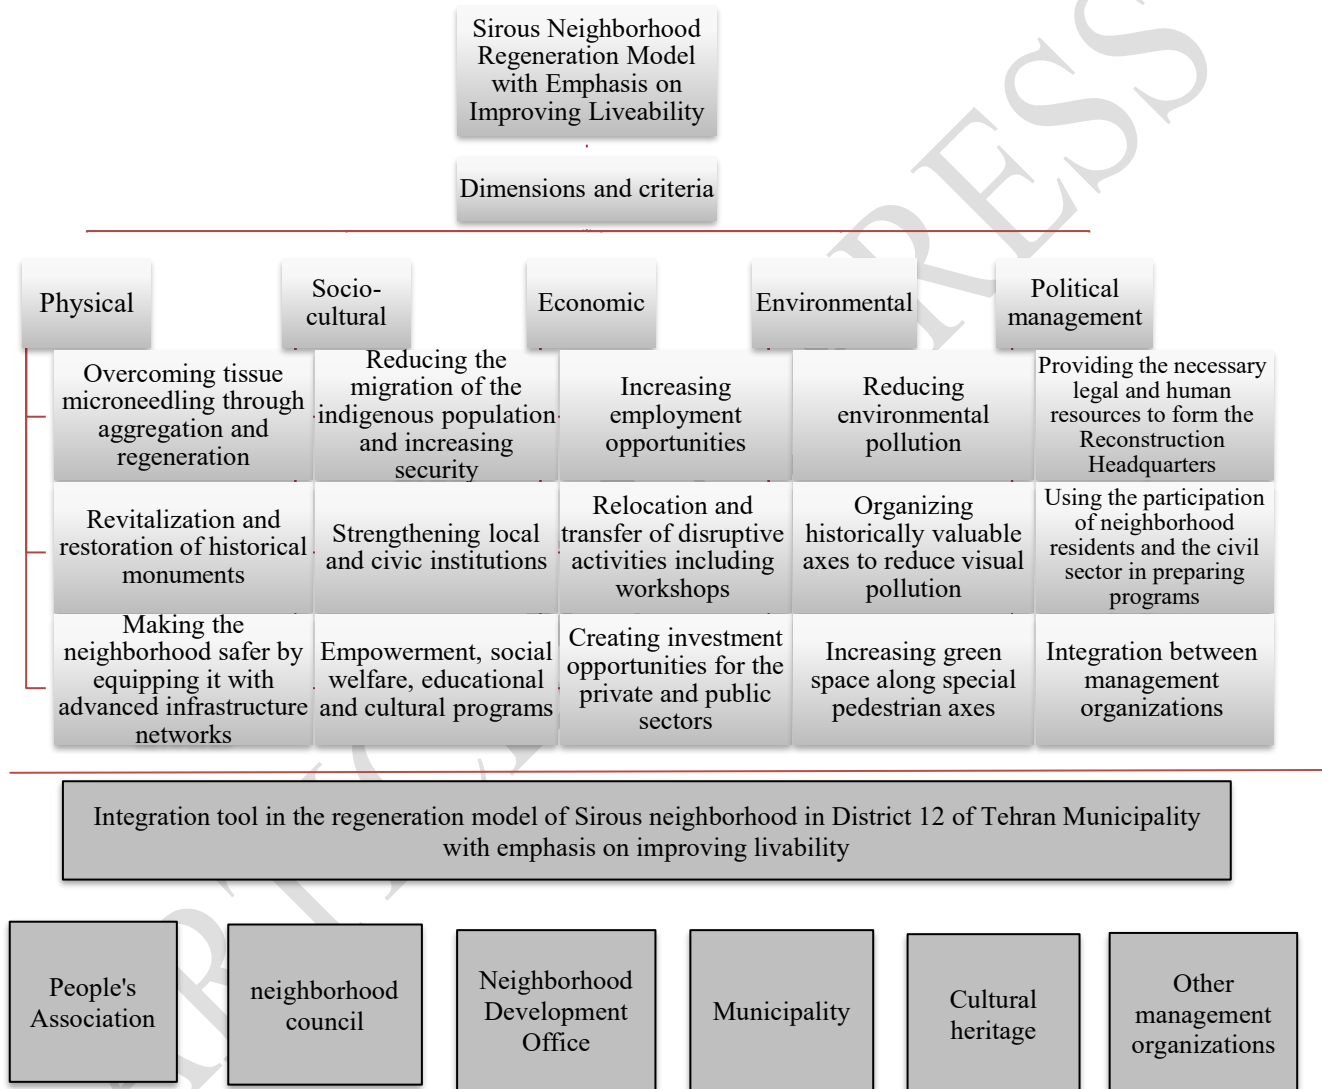 Sirous Neighborhood
Regeneration Model
with Emphasis on
Improving Liveability
Dimensions and criteria
Physical
Socio-
cultural
Economic
Environmental
Political
management
Overcoming tissue
microneedling through
aggregation and
regeneration
Reducing the
migration of the
indigenous population
and increasing
security
Increasing
employment
opportunities
Reducing
environmental
pollution
Providing the necessary
legal and human
resources to form the
Reconstruction
Headquarters
Revitalization and
restoration of historical
monuments
Strengthening local
and civic institutions
Relocation and
transfer of disruptive
activities including
workshops
Organizing
historically valuable
axes to reduce visual
pollution
Using the participation
of neighborhood
residents and the civil
sector in preparing
programs
Making the
neighborhood safer by
equipping it with
advanced infrastructure
networks
Empowerment, social
welfare, educational
and cultural programs
Creating investment
opportunities for the
private and public
sectors
Increasing green
space along special
pedestrian axes
Integration between
management
organizations
Integration tool in the regeneration model of Sirous neighborhood in District 12 of Tehran Municipality
with emphasis on improving livability
People's
Association
neighborhood
council
Neighborhood
Development
Office
Municipality
Cultural
heritage
Other
management
organizations